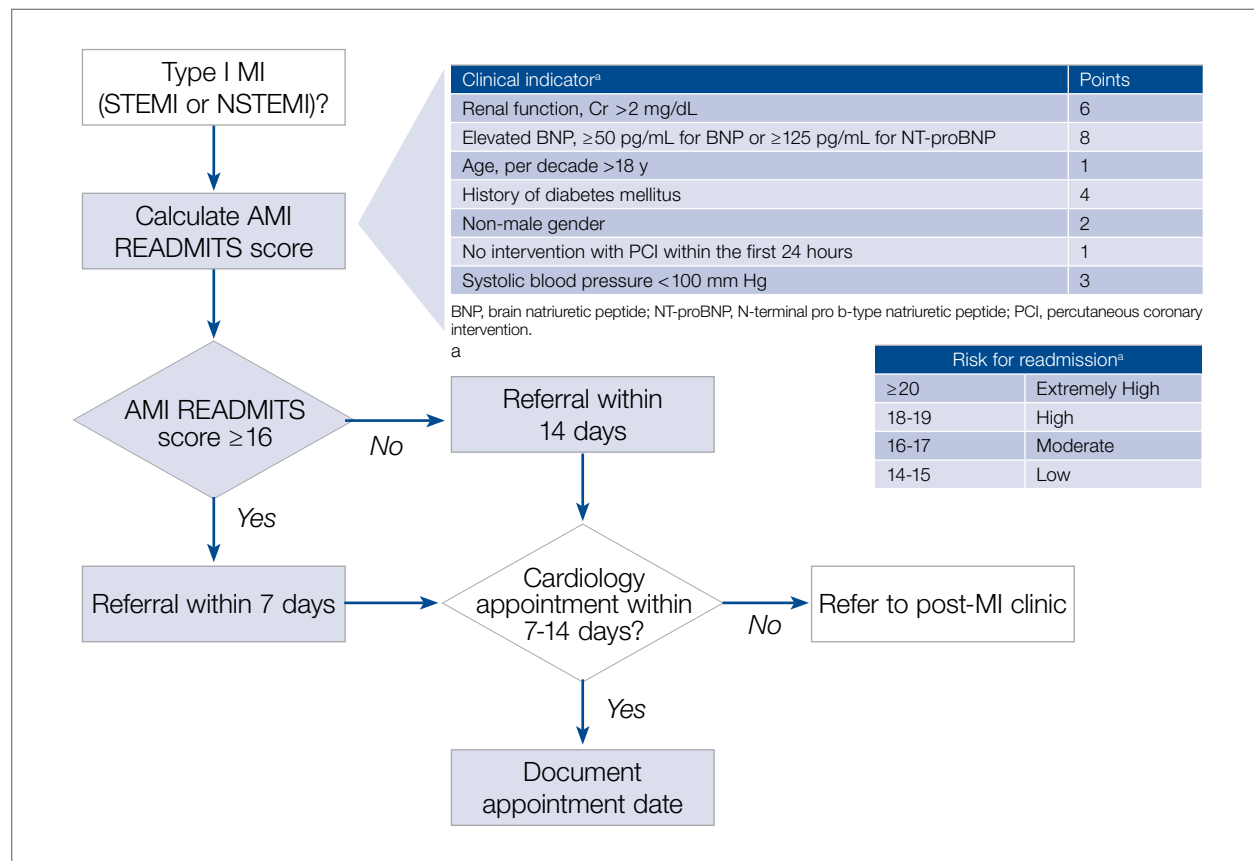 Type I MI
(STEMI or NSTEMI)?
Calculate AMI
READMITS score
Clinical indicatorᵃ Points
Renal function, Cr >2 mg/dL 6
Elevated BNP, ≥50 pg/mL for BNP or ≥125 pg/mL for NT-proBNP 8
Age, per decade >18 y 1
History of diabetes mellitus 4
Non-male gender 2
No intervention with PCI within the first 24 hours 1
Systolic blood pressure <100 mm Hg 3
BNP, brain natriuretic peptide; NT-proBNP, N-terminal pro b-type natriuretic peptide; PCI, percutaneous coronary
intervention.
a
Risk for readmissionᵃ
≥20 Extremely High
18-19 High
16-17 Moderate
14-15 Low
AMI READMITS
score ≥16
No
Referral within
14 days
Yes
Referral within 7 days
Cardiology
appointment within
7-14 days?
No
Refer to post-MI clinic
Yes
Document
appointment date